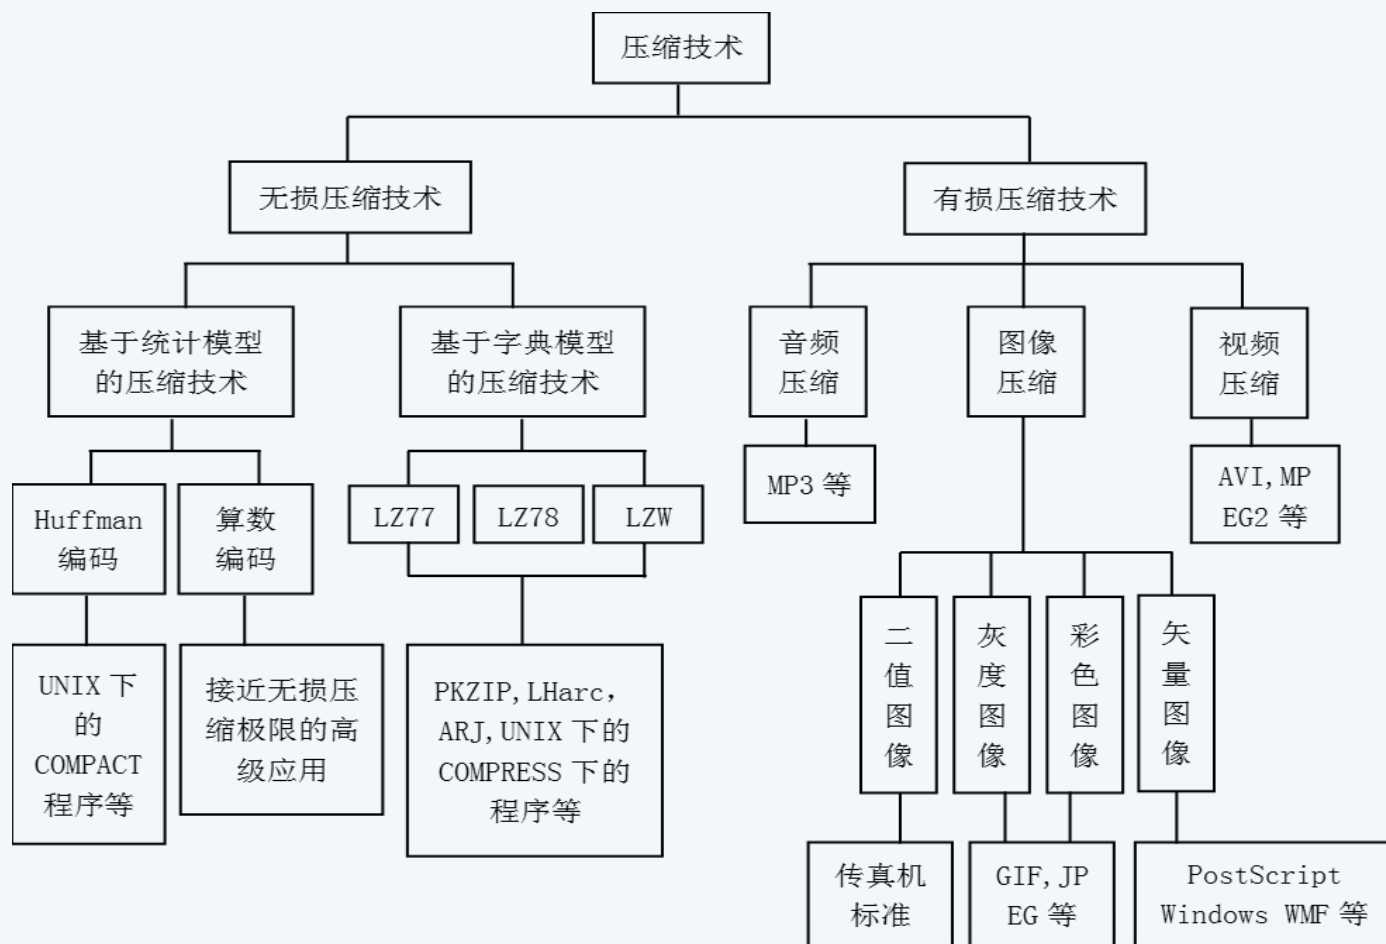 压缩技术
无损压缩技术
有损压缩技术
基于统计模型
的压缩技术
基于字典模型
的压缩技术
音频
压缩
图像
压缩
视频
压缩
Huffman
编码
算数
编码
LZ77
LZ78
LZW
MP3 等
AVI,MP
EG2 等
UNIX 下
的
COMPACT
程序等
接近无损压
缩极限的高
级应用
PKZIP,LHarc,
ARJ,UNIX 下的
COMPRESS 下的
程序等
二
值
图
像
灰
度
图
像
彩
色
图
像
矢
量
图
像
传真机
标准
GIF,JP
EG 等
PostScript
Windows WMF 等